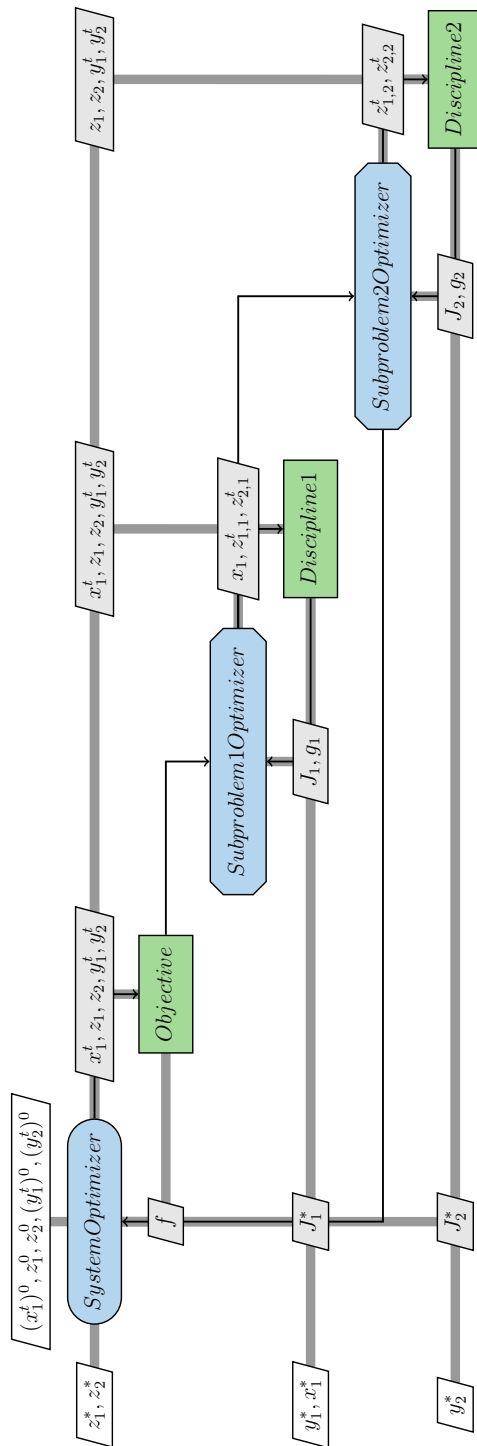 (x_1^t)^0, z_1^0, z_2^0, (y_1^t)^0, (y_2^t)^0
z_1^*, z_2^*
SystemOptimizer
x_1^t, z_1, z_2, y_1^t, y_2^t
x_1^t, z_1, z_2, y_1^t, y_2^t
z_1, z_2, y_1^t, y_2^t
f
Objective
Subproblem1Optimizer
x_1, z_{1,1}^t, z_{2,1}^t
y_1^*, x_1^*
J_1^*
J_1, g_1
Discipline1
Subproblem2Optimizer
z_{1,2}^t, z_{2,2}^t
y_2^*
J_2^*
J_2, g_2
Discipline2